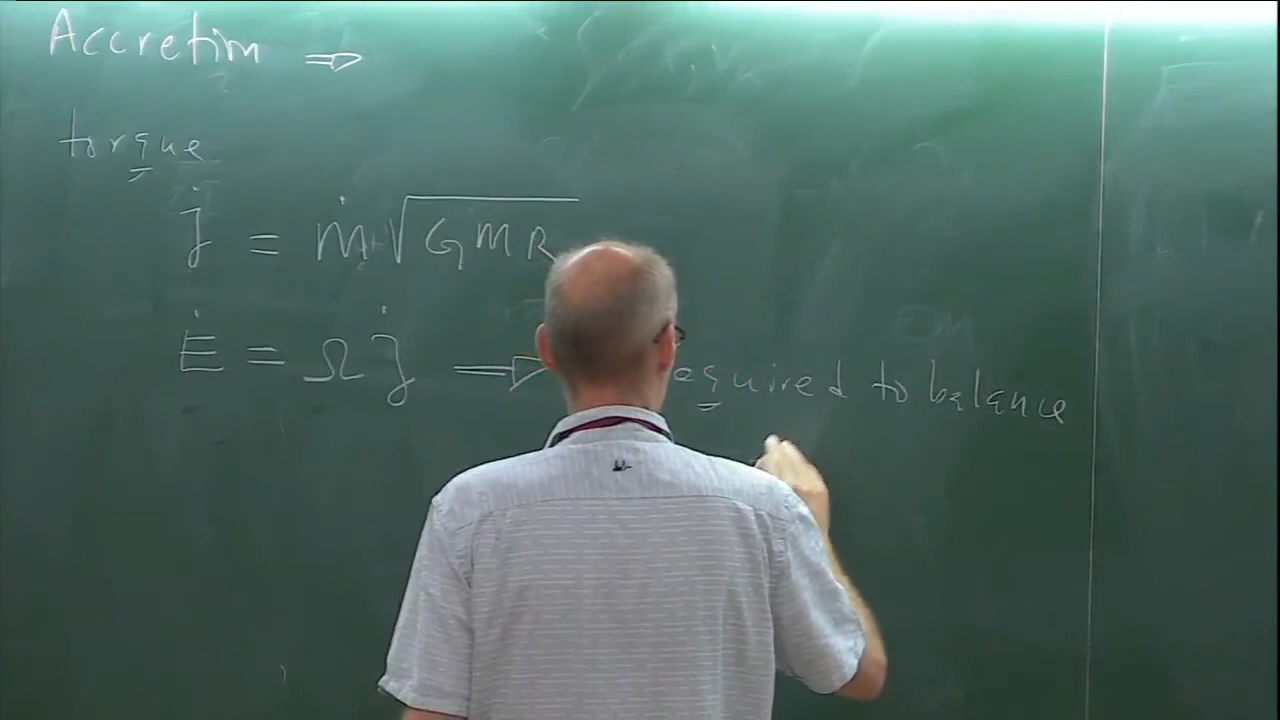 Accretion ⇒
torque
J̇ = Ṁ √GMR
Ė = Ω J̇ ⇒ required to balance